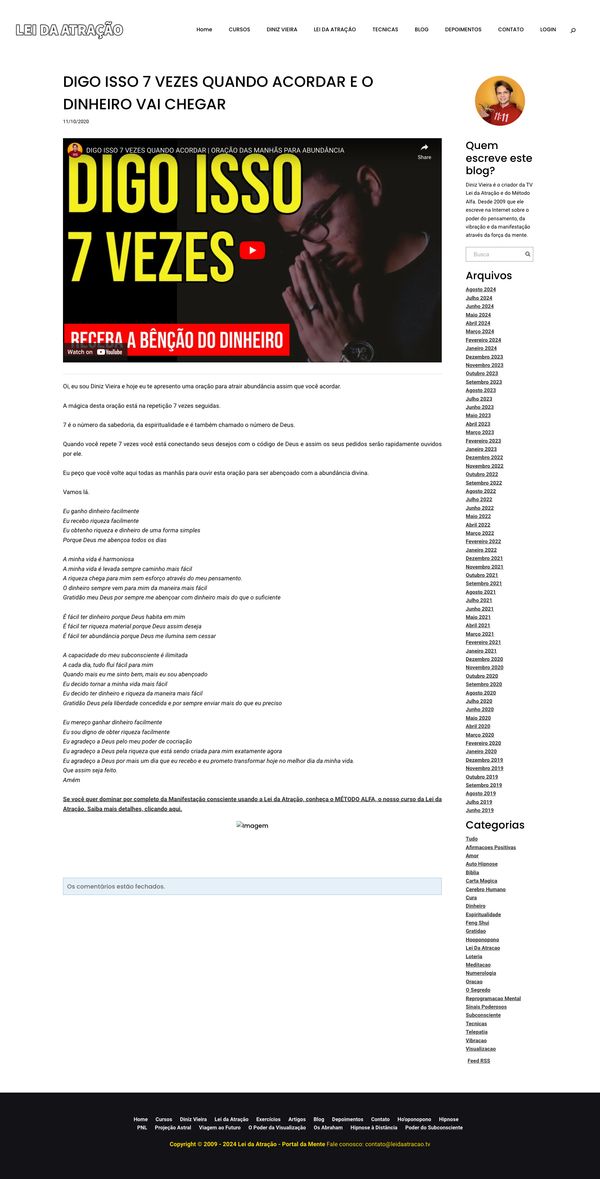 LEI DA ATRAÇÃO
Home CURSOS DINIZ VIEIRA LEI DA ATRAÇÃO TECNICAS BLOG DEPOIMENTOS CONTATO LOGIN
DIGO ISSO 7 VEZES QUANDO ACORDAR E O
DINHEIRO VAI CHEGAR
11/10/2020
DIGO ISSO 7 VEZES QUANDO ACORDAR | ORAÇÃO DAS MANHÃS PARA ABUNDÂNCIA
Share
DIGO ISSO
7 VEZES
RECEBA A BÊNÇÃO DO DINHEIRO
Watch on YouTube
Oi, eu sou Diniz Vieira e hoje eu te apresento uma oração para atrair abundância assim que você acordar.
A mágica desta oração está na repetição 7 vezes seguidas.
7 é o número da sabedoria, da espiritualidade e é também chamado o número de Deus.
Quando você repete 7 vezes você está conectando seus desejos com o código de Deus e assim os seus pedidos serão rapidamente ouvidos
por ele.
Eu peço que você volte aqui todas as manhãs para ouvir esta oração para ser abençoado com a abundância divina.
Vamos lá.
Eu ganho dinheiro facilmente
Eu recebo riqueza facilmente
Eu obtenho riqueza e dinheiro de uma forma simples
Porque Deus me abençoa todos os dias
A minha vida é harmoniosa
A minha vida é levada sempre caminho mais fácil
A riqueza chega para mim sem esforço através do meu pensamento.
O dinheiro sempre vem para mim da maneira mais fácil
Gratidão meu Deus por sempre me abençoar com dinheiro mais do que o suficiente
É fácil ter dinheiro porque Deus habita em mim
É fácil ter riqueza material porque Deus assim deseja
É fácil ter abundância porque Deus me ilumina sem cessar
A capacidade do meu subconsciente é ilimitada
A cada dia, tudo flui fácil para mim
Quando mais eu me sinto bem, mais eu sou abençoado
Eu decido tornar a minha vida mais fácil
Eu decido ter dinheiro e riqueza da maneira mais fácil
Gratidão Deus pela liberdade concedida e por sempre enviar mais do que eu preciso
Eu mereço ganhar dinheiro facilmente
Eu sou digno de obter riqueza facilmente
Eu agradeço a Deus pelo meu poder de cocriação
Eu agradeço a Deus pela riqueza que está sendo criada para mim exatamente agora
Eu agradeço a Deus por mais um dia que eu recebo e eu prometo transformar hoje no melhor dia da minha vida.
Que assim seja feito
Amém
Se você quer dominar por completo da Manifestação consciente usando a Lei da Atração, conheça o MÉTODO ALFA, o nosso curso da Lei da
Atração. Saiba mais detalhes, clicando aqui.
Imagem
Os comentários estão fechados.
11:11
Quem
escreve este
blog?
Diniz Vieira é o criador da TV
Lei da Atração e do Método
Alfa. Desde 2009 que ele
escreve na Internet sobre o
poder do pensamento, da
vibração e da manifestação
através da força da mente.
Busca
Arquivos
Agosto 2024
Julho 2024
Junho 2024
Maio 2024
Abril 2024
Março 2024
Fevereiro 2024
Janeiro 2024
Dezembro 2023
Novembro 2023
Outubro 2023
Setembro 2023
Agosto 2023
Julho 2023
Junho 2023
Maio 2023
Abril 2023
Março 2023
Fevereiro 2023
Janeiro 2023
Dezembro 2022
Novembro 2022
Outubro 2022
Setembro 2022
Agosto 2022
Julho 2022
Junho 2022
Maio 2022
Abril 2022
Março 2022
Fevereiro 2022
Janeiro 2022
Dezembro 2021
Novembro 2021
Outubro 2021
Setembro 2021
Agosto 2021
Julho 2021
Junho 2021
Maio 2021
Abril 2021
Março 2021
Fevereiro 2021
Janeiro 2021
Dezembro 2020
Novembro 2020
Outubro 2020
Setembro 2020
Agosto 2020
Julho 2020
Junho 2020
Maio 2020
Abril 2020
Março 2020
Fevereiro 2020
Janeiro 2020
Dezembro 2019
Novembro 2019
Outubro 2019
Setembro 2019
Agosto 2019
Julho 2019
Junho 2019
Categorias
Tudo
Afirmacoes Positivas
Amor
Auto Hipnose
Biblia
Carta Magica
Cerebro Humano
Cura
Dinheiro
Espiritualidade
Feng Shui
Gratidao
Hooponopono
Lei Da Atracao
Loteria
Meditacao
Numerologia
Oracao
O Segredo
Reprogramacao Mental
Sinais Poderosos
Subconsciente
Tecnicas
Telepatia
Vibracao
Visualizacao
Feed RSS
Home Cursos Diniz Vieira Lei da Atração Exercícios Artigos Blog Depoimentos Contato Ho'oponopono Hipnose
PNL Projeção Astral Viagem ao Futuro O Poder da Visualização Os Abraham Hipnose à Distância Poder do Subconsciente
Copyright © 2009 - 2024 Lei da Atração - Portal da Mente Fale conosco: contato@leidaatracao.tv